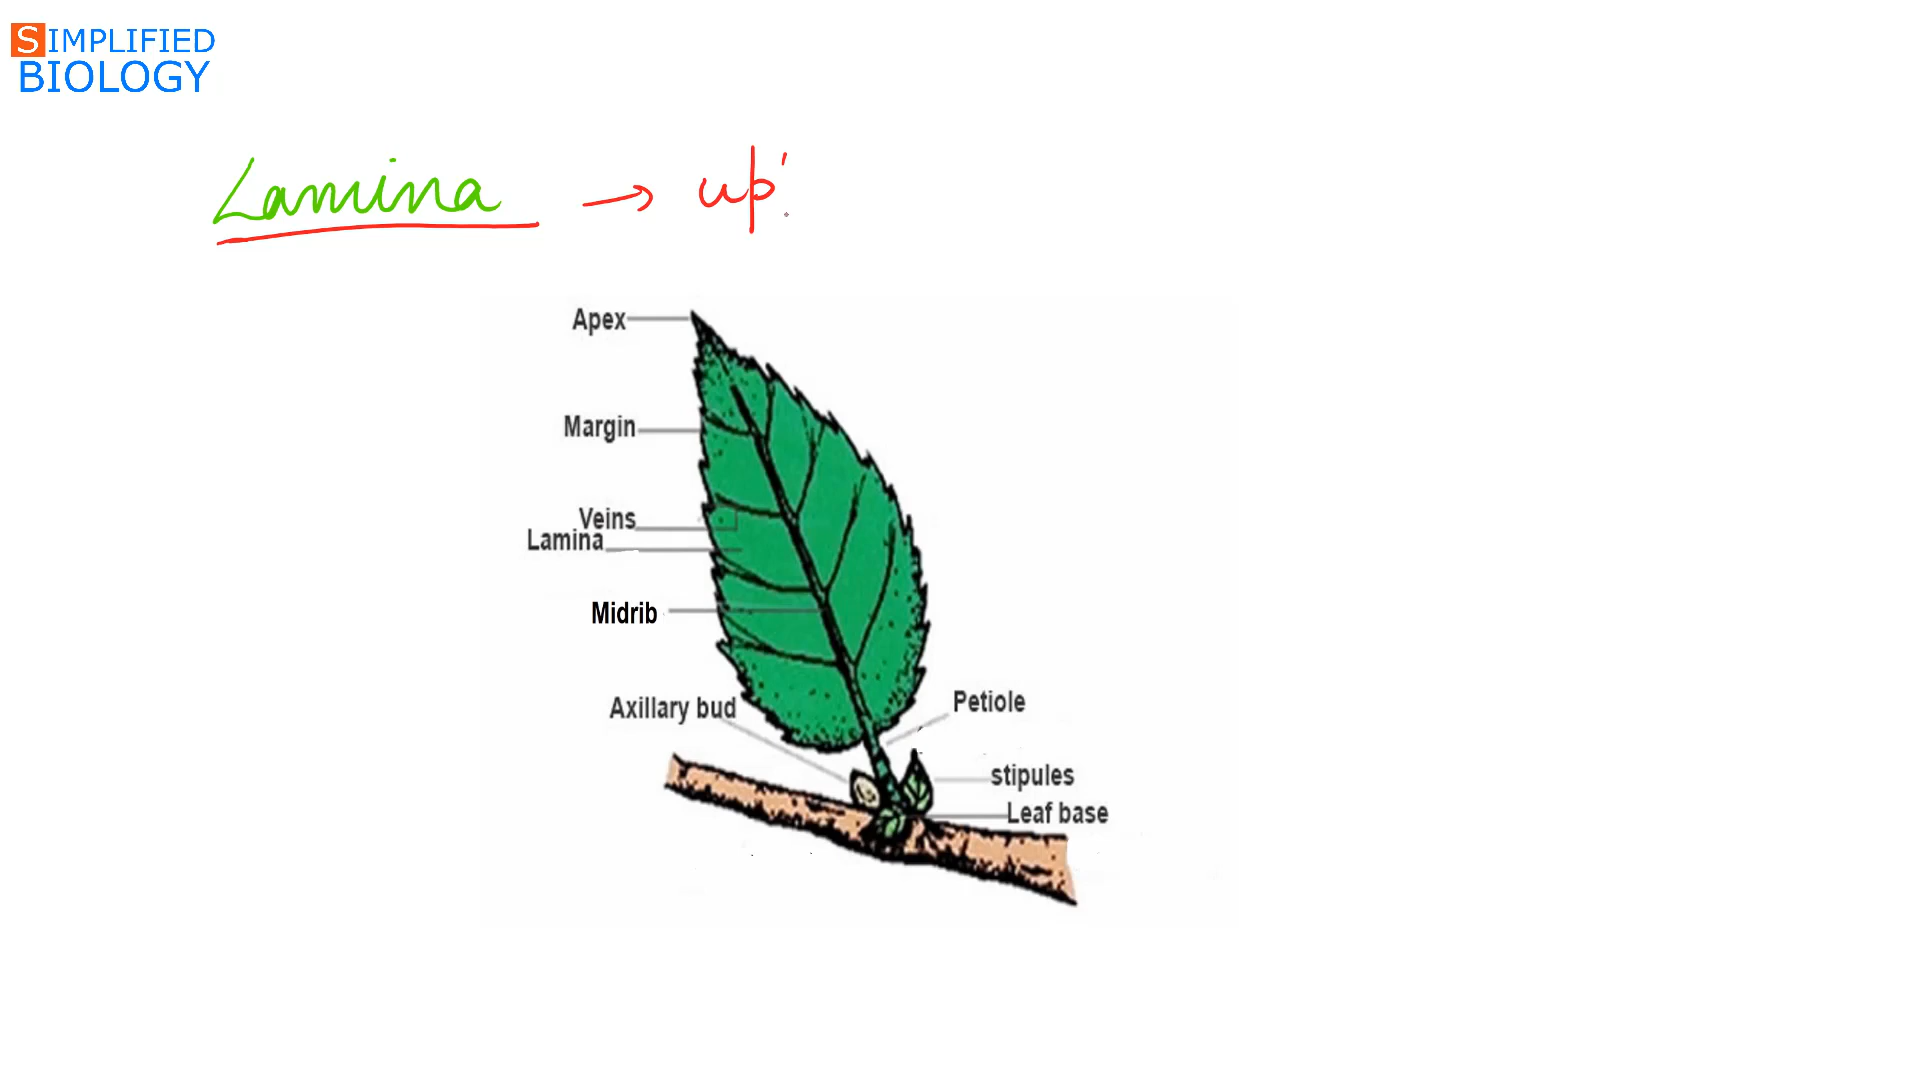 SIMPLIFIED
BIOLOGY
Lamina → up
Apex
Margin
Veins
Lamina
Midrib
Axillary bud
Petiole
stipules
Leaf base